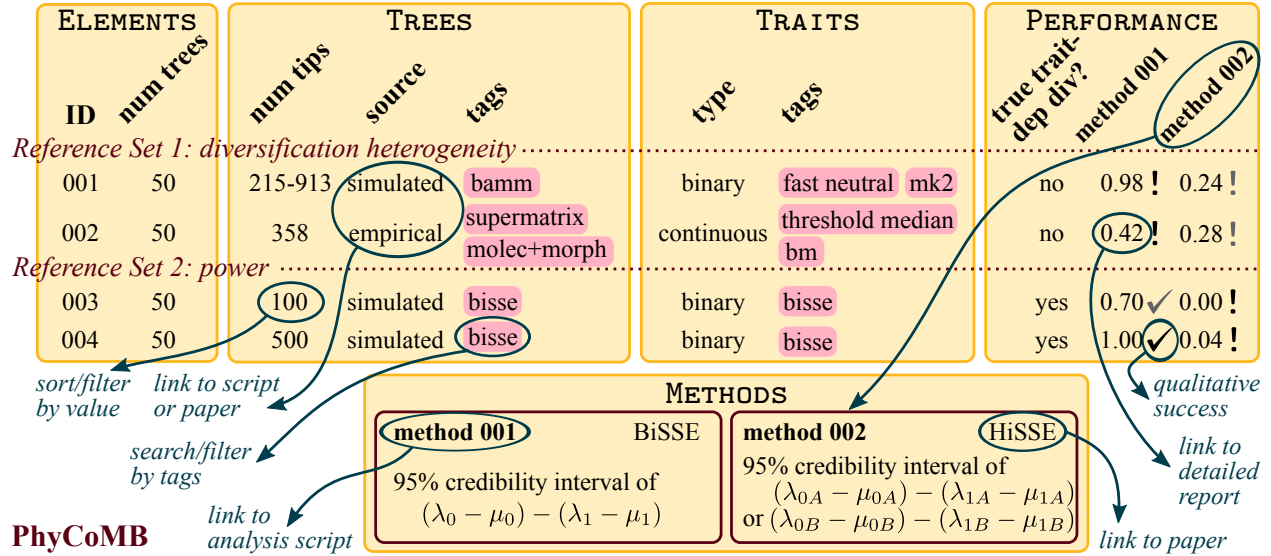 ELEMENTS TREES TRAITS PERFORMANCE
ID num trees num tips source tags type tags true trait-dep div? method 001 method 002
Reference Set 1: diversification heterogeneity
001 50 215-913 simulated bamm binary fast neutral mk2 no 0.98 ! 0.24 !
002 50 358 empirical supermatrix molec+morph continuous threshold median bm no 0.42 ! 0.28 !
Reference Set 2: power
003 50 100 simulated bisse binary bisse yes 0.70 ✓ 0.00 !
004 50 500 simulated bisse binary bisse yes 1.00 ✓ 0.04 !
sort/filter
by value
link to script
or paper
search/filter
by tags
link to
analysis script
METHODS
method 001 BiSSE
95% credibility interval of
(λ₀ − μ₀) − (λ₁ − μ₁)
method 002 HiSSE
95% credibility interval of
(λ₀A − μ₀A) − (λ₁A − μ₁A)
or (λ₀B − μ₀B) − (λ₁B − μ₁B)
qualitative
success
link to
detailed
report
link to paper
PhyCoMB